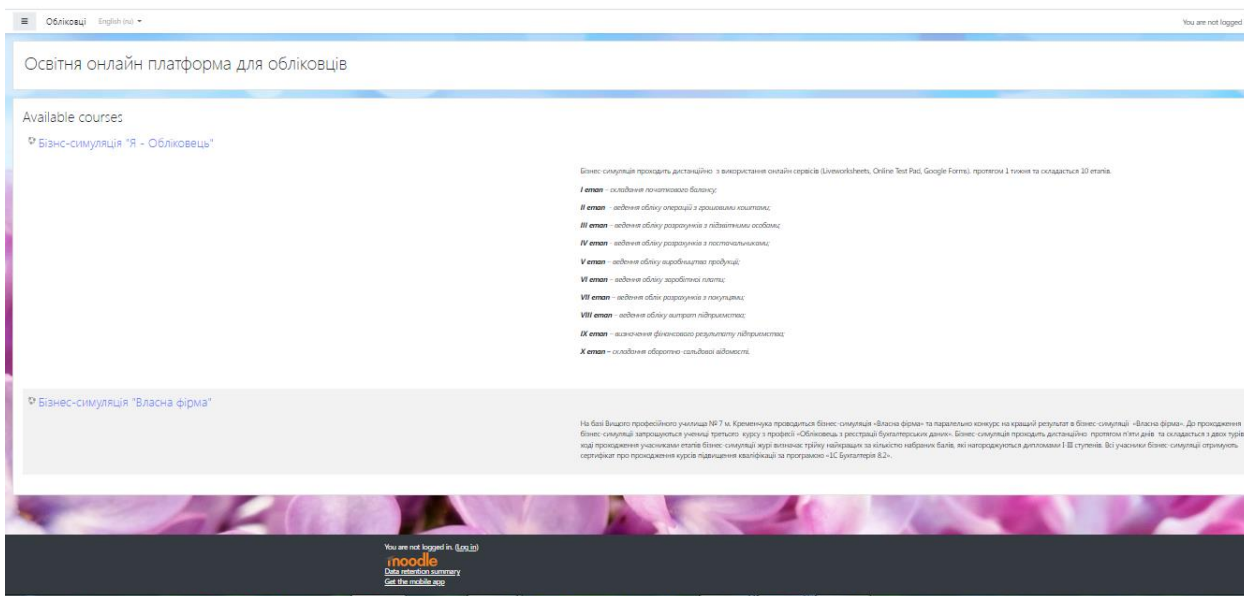 Обліковці English (en)
You are not logged
Освітня онлайн платформа для обліковців
Available courses
Бізнс-симуляція "Я - Обліковець"
Бізнес-симуляція проходить дистанційно з використання онлайн сервісів (Liveworksheets, Online Test Pad, Google Forms). протягом 1 тижня та складається 10 етапів.
I етап – складання початкового балансу;
II етап - ведення обліку операцій з грошовими коштами;
III етап – ведення обліку розрахунків з підзвітними особами;
IV етап – ведення обліку розрахунків з постачальниками;
V етап – ведення обліку виробництва продукції;
VI етап – ведення обліку заробітної плати;
VII етап – ведення облік розрахунків з покупцями;
VIII етап – ведення обліку витрат підприємства;
IX етап – визначення фінансового результату підприємства;
X етап – складання оборотно-сальдової відомості.
Бізнес-симуляція "Власна фірма"
На базі Вищого професійного училища № 7 м. Кременчука проводиться бізнес-симуляція «Власна фірма» та паралельно конкурс на кращий результат в бізнес-симуляції «Власна фірма». До проходження
бізнес-симуляції запрошуються учениці третього курсу з професії «Обліковець з реєстрації бухгалтерських даних». Бізнес-симуляція проходить дистанційно протягом п'яти днів та складається з двох турів
ході проходження учасниками етапів бізнес-симуляції журі визначає трійку найкращих за кількістю набраних балів, які нагороджуються дипломами I-III ступенів. Всі учасники бізнес-симуляції отримують
сертифікат про проходження курсів підвищення кваліфікації за програмою «1С Бухгалтерія 8.2».
You are not logged in. (Log in)
moodle
Data retention summary
Get the mobile app